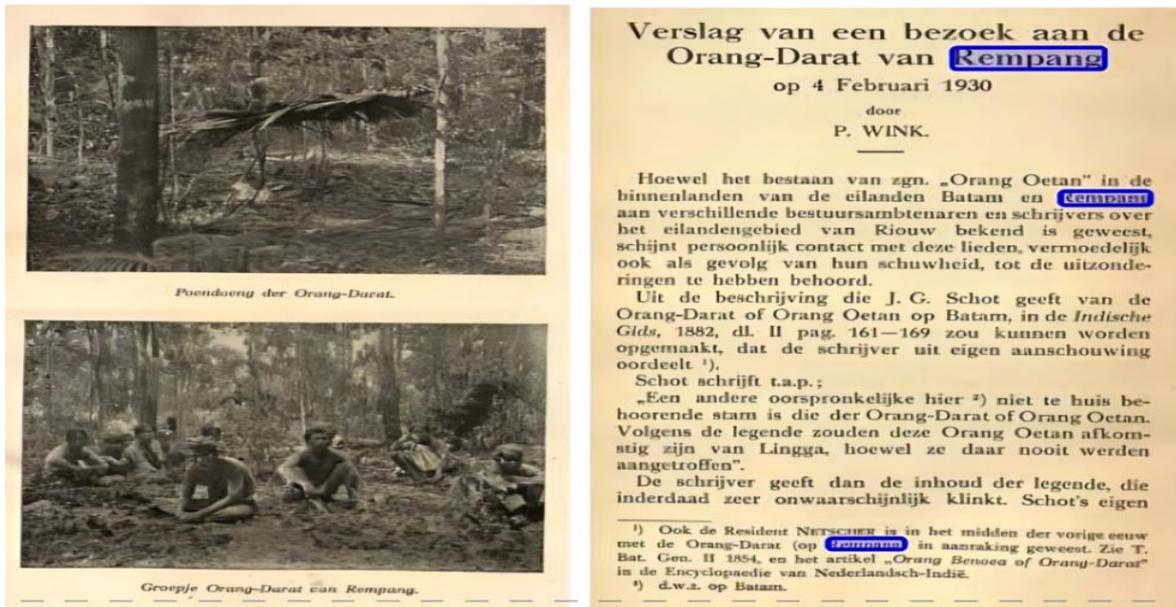 Poendoeng der Orang-Darat.
Groepje Orang-Darat van Rempang.
Verslag van een bezoek aan de
Orang-Darat van Rempang
op 4 Februari 1930
door
P. WINK.
Hoewel het bestaan van zgn. „Orang Oetan" in de
binnenlanden van de eilanden Batam en Rempang
aan verschillende bestuursambtenaren en schrijvers over
het eilandengebied van Riouw bekend is geweest,
schijnt persoonlijk contact met deze lieden, vermoedelijk
ook als gevolg van hun schuwheid, tot de uitzonde-
ringen te hebben behoord.
Uit de beschrijving die J. G. Schot geeft van de
Orang-Darat of Orang Oetan op Batam, in de Indische
Gids, 1882, dl. II pag. 161—169 zou kunnen worden
opgemaakt, dat de schrijver uit eigen aanschouwing
oordeelt ¹).
Schot schrijft t.a.p.;
„Een andere oorspronkelijke hier ²) niet te huis be-
hoorende stam is die der Orang-Darat of Orang Oetan.
Volgens de legende zouden deze Orang Oetan afkom-
stig zijn van Lingga, hoewel ze daar nooit werden
aangetroffen".
De schrijver geeft dan de inhoud der legende, die
inderdaad zeer onwaarschijnlijk klinkt. Schot's eigen
¹) Ook de Resident NETSCHER is in het midden der vorige eeuw
met de Orang-Darat (op Rempang in aanraking geweest. Zie T.
Bat. Gen. II 1854, en het artikel „Orang Benoea of Orang-Darat"
in de Encyclopaedie van Nederlandsch-Indië.
²) d.w.z. op Batam.